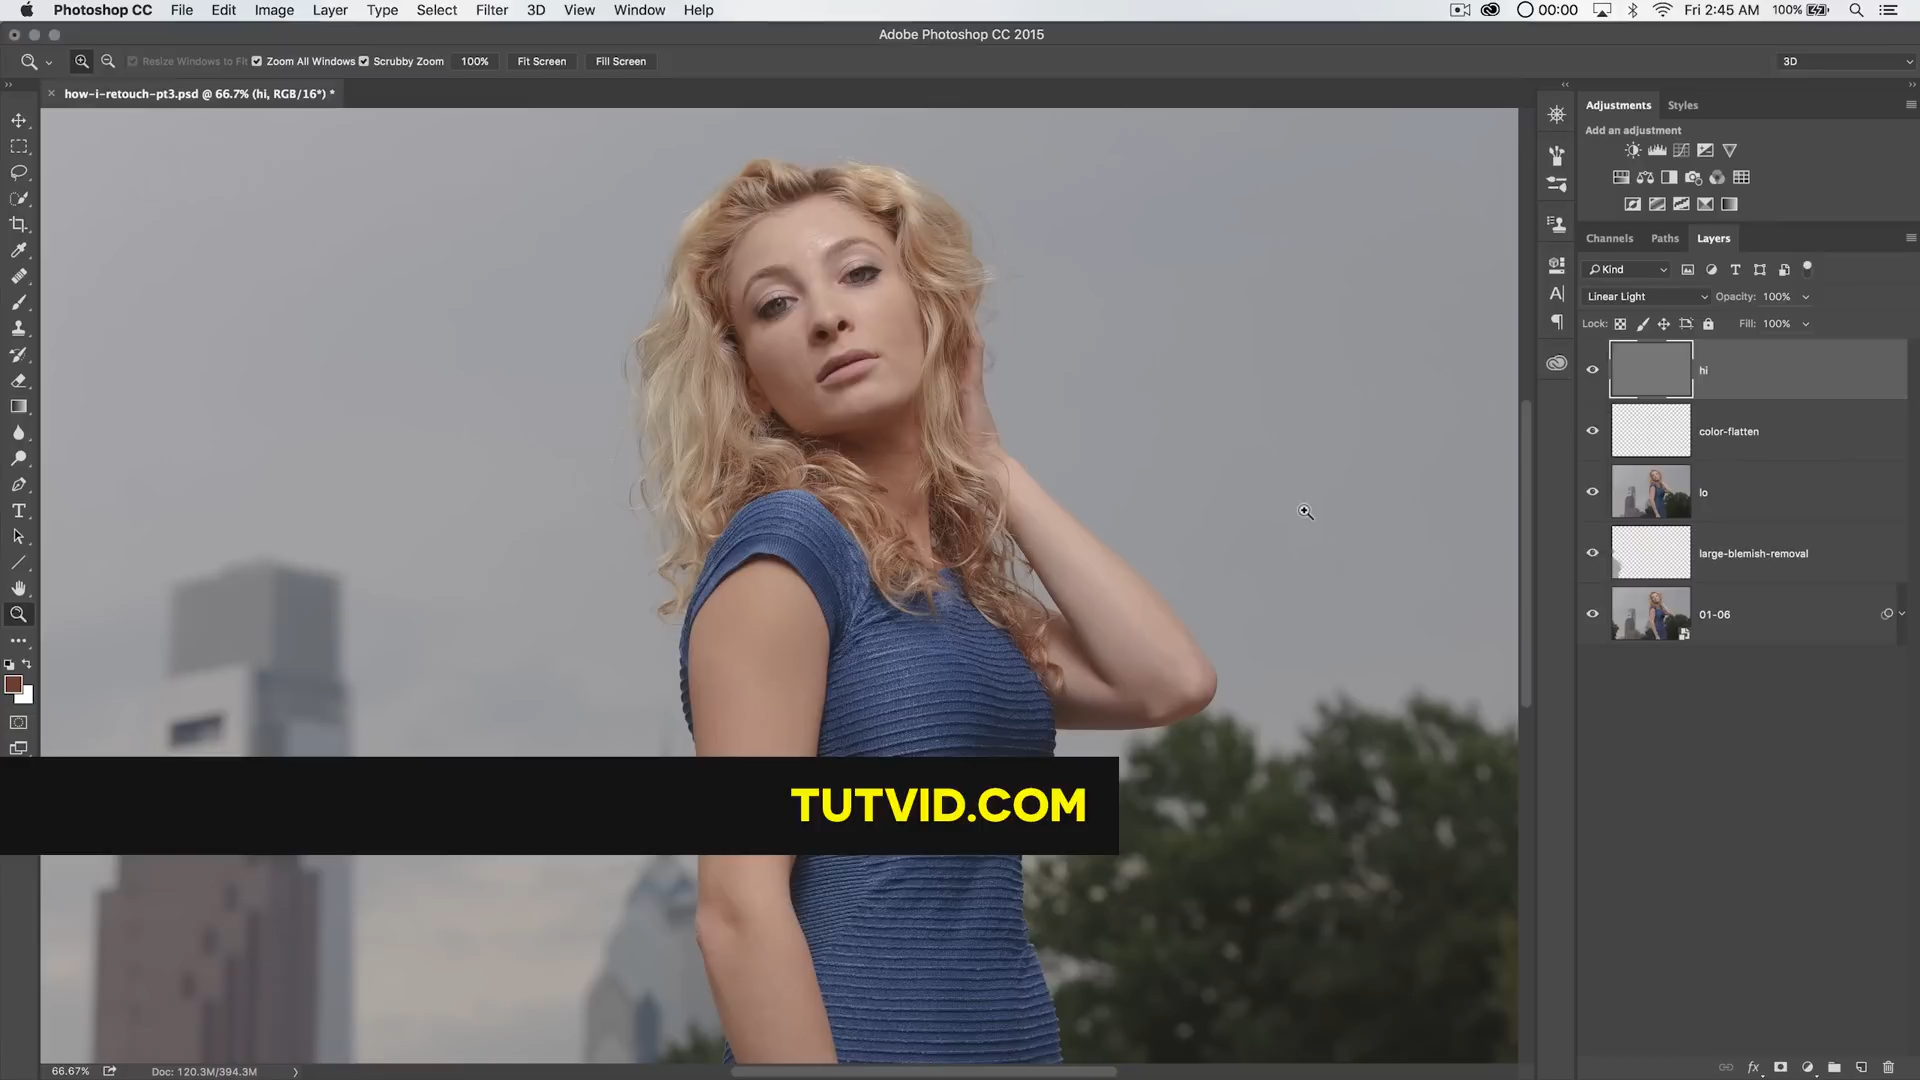 Photoshop CC File Edit Image Layer Type Select Filter 3D View Window Help 00:00 Fri 2:45 AM 100%
Adobe Photoshop CC 2015
Resize Windows to Fit Zoom All Windows Scrubby Zoom 100% Fit Screen Fill Screen 3D
how-i-retouch-pt3.psd @ 66.7% (hi, RGB/16*) *
Adjustments Styles
Add an adjustment
Channels Paths Layers
Kind
Linear Light Opacity: 100%
Lock: Fill: 100%
hi
color-flatten
lo
large-blemish-removal
01-06
TUTVID.COM
66.67% Doc: 120.3M/394.3M
fx